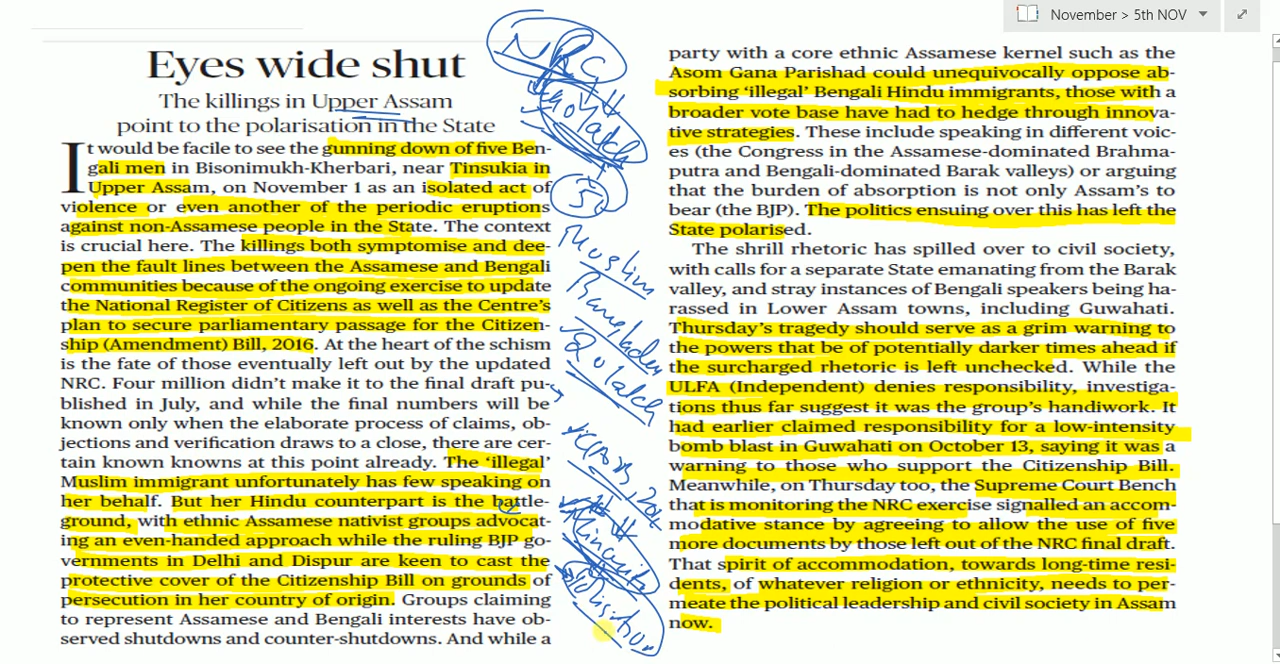 November > 5th NOV
Eyes wide shut
The killings in Upper Assam
point to the polarisation in the State
It would be facile to see the gunning down of five Ben-
gali men in Bisonimukh-Kherbari, near Tinsukia in
Upper Assam, on November 1 as an isolated act of
violence or even another of the periodic eruptions
against non-Assamese people in the State. The context
is crucial here. The killings both symptomise and dee-
pen the fault lines between the Assamese and Bengali
communities because of the ongoing exercise to update
the National Register of Citizens as well as the Centre's
plan to secure parliamentary passage for the Citizen-
ship (Amendment) Bill, 2016. At the heart of the schism
is the fate of those eventually left out by the updated
NRC. Four million didn't make it to the final draft pu-
blished in July, and while the final numbers will be
known only when the elaborate process of claims, ob-
jections and verification draws to a close, there are cer-
tain known knowns at this point already. The 'illegal'
Muslim immigrant unfortunately has few speaking on
her behalf. But her Hindu counterpart is the battle-
ground, with ethnic Assamese nativist groups advocat-
ing an even-handed approach while the ruling BJP go-
vernments in Delhi and Dispur are keen to cast the
protective cover of the Citizenship Bill on grounds of
persecution in her country of origin. Groups claiming
to represent Assamese and Bengali interests have ob-
served shutdowns and counter-shutdowns. And while a
NRC
40 Lakh
5
Muslim
Bangladesh
20 Lakh
CAB, 2016
Minority
party with a core ethnic Assamese kernel such as the
Asom Gana Parishad could unequivocally oppose ab-
sorbing 'illegal' Bengali Hindu immigrants, those with a
broader vote base have had to hedge through innova-
tive strategies. These include speaking in different voic-
es (the Congress in the Assamese-dominated Brahma-
putra and Bengali-dominated Barak valleys) or arguing
that the burden of absorption is not only Assam's to
bear (the BJP). The politics ensuing over this has left the
State polarised.
The shrill rhetoric has spilled over to civil society,
with calls for a separate State emanating from the Barak
valley, and stray instances of Bengali speakers being ha-
rassed in Lower Assam towns, including Guwahati.
Thursday's tragedy should serve as a grim warning to
the powers that be of potentially darker times ahead if
the surcharged rhetoric is left unchecked. While the
ULFA (Independent) denies responsibility, investiga-
tions thus far suggest it was the group's handiwork. It
had earlier claimed responsibility for a low-intensity
bomb blast in Guwahati on October 13, saying it was a
warning to those who support the Citizenship Bill.
Meanwhile, on Thursday too, the Supreme Court Bench
that is monitoring the NRC exercise signalled an accom-
modative stance by agreeing to allow the use of five
more documents by those left out of the NRC final draft.
That spirit of accommodation, towards long-time resi-
dents, of whatever religion or ethnicity, needs to per-
meate the political leadership and civil society in Assam
now.